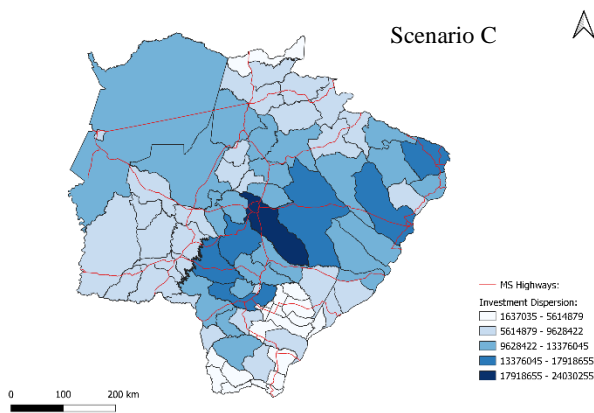 Scenario C
MS Highways:
Investment Dispersion:
1637035 - 5614879
5614879 - 9628422
9628422 - 13376045
13376045 - 17918655
17918655 - 24030255
0 100 200 km